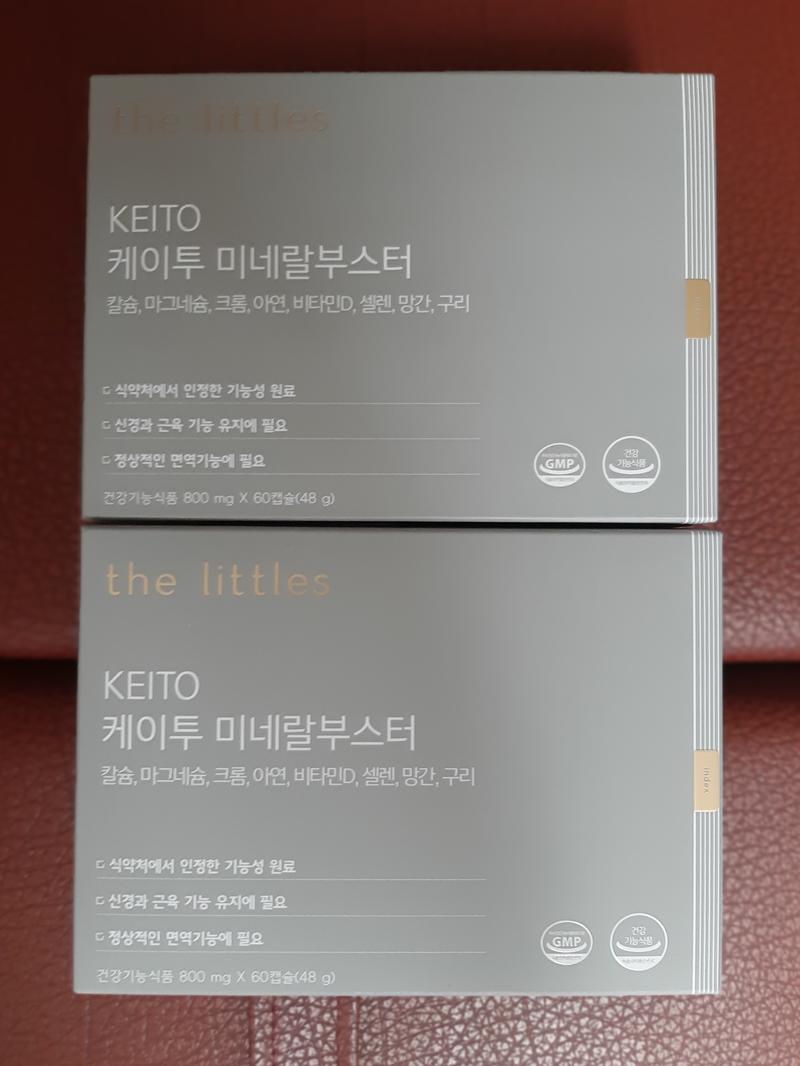 the littles
KEITO
케이투 미네랄부스터
칼슘, 마그네슘, 크롬, 아연, 비타민D, 셀렌, 망간, 구리
식약처에서 인정한 기능성 원료
신경과 근육 기능 유지에 필요
정상적인 면역기능에 필요
건강기능식품 800 mg X 60캡슐(48 g)
GMP
건강
기능식품
the littles
KEITO
케이투 미네랄부스터
칼슘, 마그네슘, 크롬, 아연, 비타민D, 셀렌, 망간, 구리
index
식약처에서 인정한 기능성 원료
신경과 근육 기능 유지에 필요
정상적인 면역기능에 필요
건강기능식품 800 mg X 60캡슐(48 g)
GMP
건강
기능식품